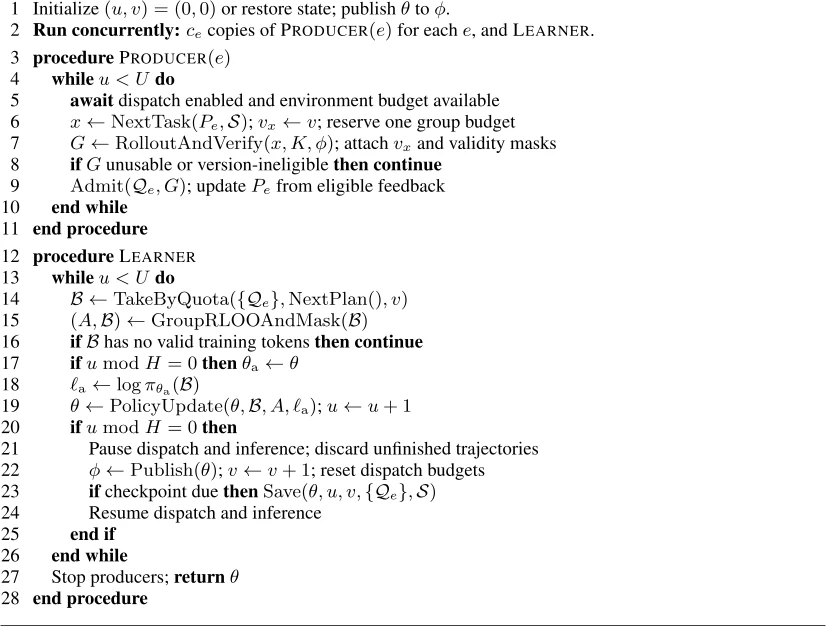 1 Initialize (u, v) = (0, 0) or restore state; publish θ to ϕ.
2 Run concurrently: c_e copies of PRODUCER(e) for each e, and LEARNER.
3 procedure PRODUCER(e)
4 while u < U do
5 await dispatch enabled and environment budget available
6 x ← NextTask(P_e, 𝒮); v_x ← v; reserve one group budget
7 G ← RolloutAndVerify(x, K, ϕ); attach v_x and validity masks
8 if G unusable or version-ineligible then continue
9 Admit(𝒬_e, G); update P_e from eligible feedback
10 end while
11 end procedure
12 procedure LEARNER
13 while u < U do
14 ℬ ← TakeByQuota({𝒬_e}, NextPlan(), v)
15 (A, ℬ) ← GroupRLOOAndMask(ℬ)
16 if ℬ has no valid training tokens then continue
17 if u mod H = 0 then θ_a ← θ
18 ℓ_a ← log π_θ_a(ℬ)
19 θ ← PolicyUpdate(θ, ℬ, A, ℓ_a); u ← u + 1
20 if u mod H = 0 then
21 Pause dispatch and inference; discard unfinished trajectories
22 ϕ ← Publish(θ); v ← v + 1; reset dispatch budgets
23 if checkpoint due then Save(θ, u, v, {𝒬_e}, 𝒮)
24 Resume dispatch and inference
25 end if
26 end while
27 Stop producers; return θ
28 end procedure